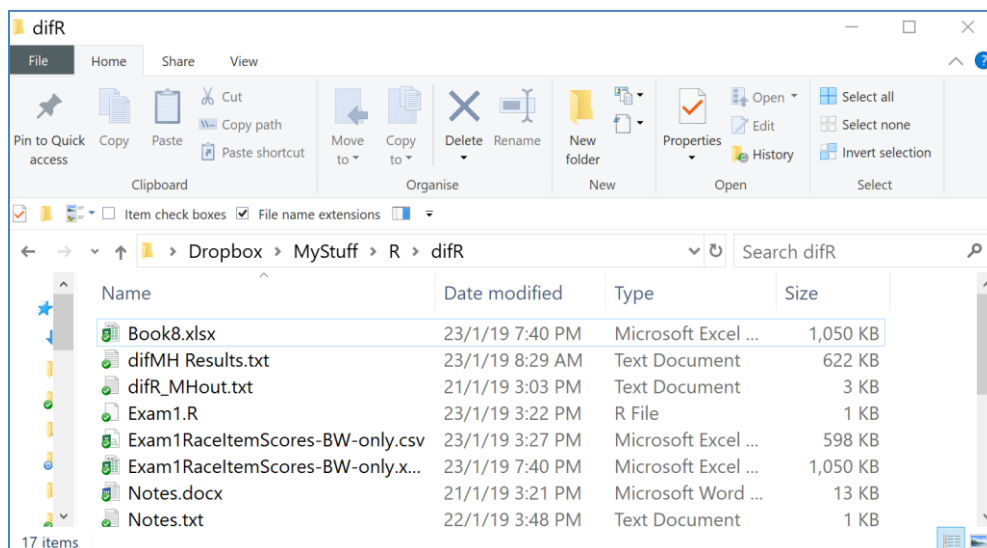 difR
File Home Share View
Pin to Quick access
Copy
Paste
Cut
Copy path
Paste shortcut
Move to
Copy to
Delete
Rename
New folder
Properties
Open
Edit
History
Select all
Select none
Invert selection
Clipboard Organise New Open Select
Item check boxes File name extensions
Dropbox > MyStuff > R > difR Search difR
Name Date modified Type Size
Book8.xlsx 23/1/19 7:40 PM Microsoft Excel ... 1,050 KB
difMH Results.txt 23/1/19 8:29 AM Text Document 622 KB
difR_MHout.txt 21/1/19 3:03 PM Text Document 3 KB
Exam1.R 23/1/19 3:22 PM R File 1 KB
Exam1RaceItemScores-BW-only.csv 23/1/19 3:27 PM Microsoft Excel ... 598 KB
Exam1RaceItemScores-BW-only.x... 23/1/19 7:40 PM Microsoft Excel ... 1,050 KB
Notes.docx 21/1/19 3:21 PM Microsoft Word ... 13 KB
Notes.txt 22/1/19 3:48 PM Text Document 1 KB
17 items